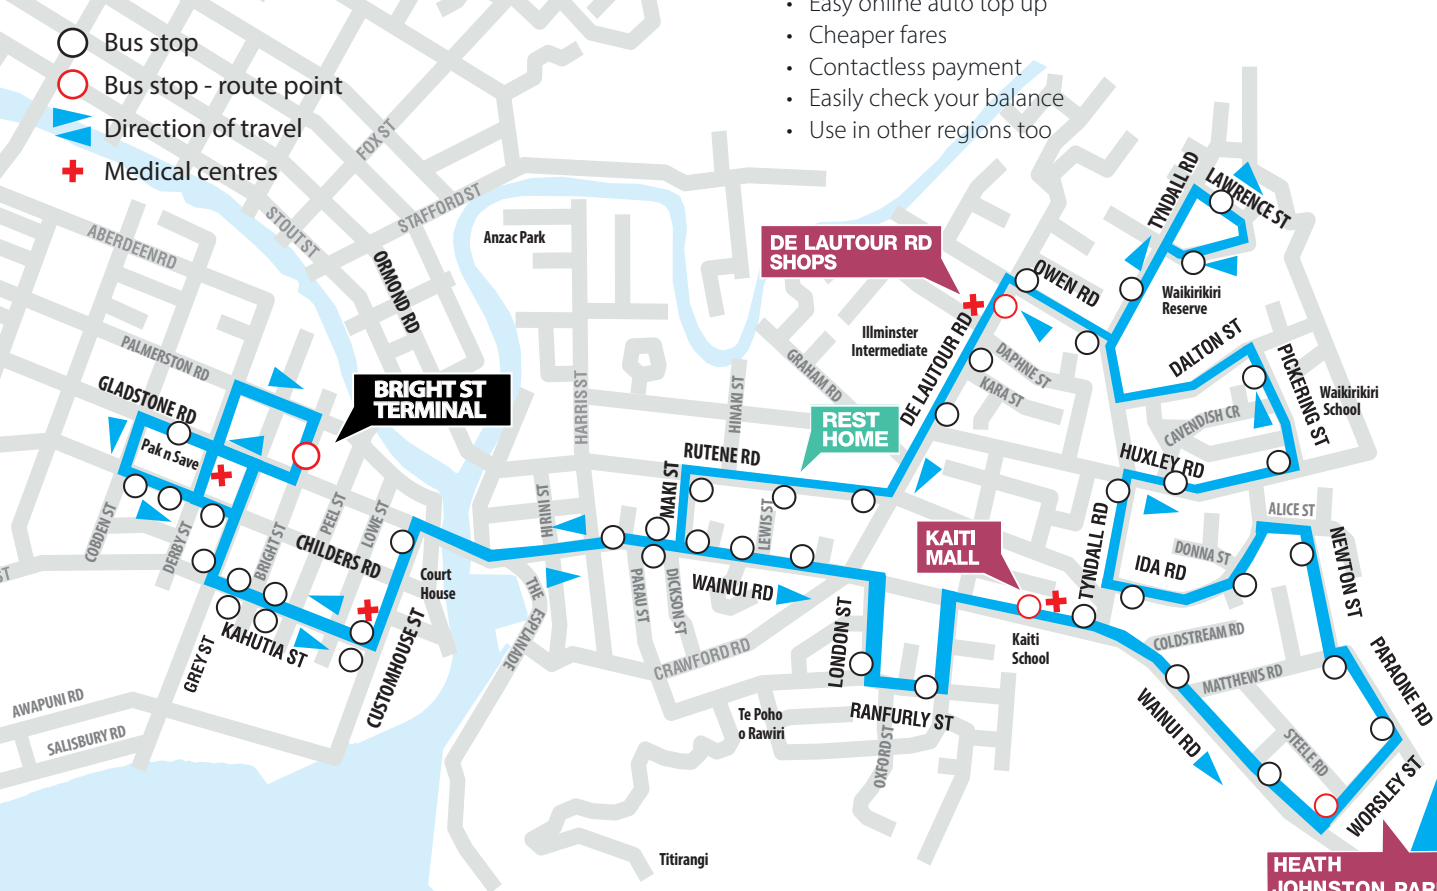 • Easy online auto top up
• Cheaper fares
• Contactless payment
• Easily check your balance
• Use in other regions too
Bus stop
Bus stop - route point
Direction of travel
Medical centres
FOX ST
STAFFORD ST
STOUT ST
ABERDEEN RD
ORMOND RD
Anzac Park
PALMERSTON RD
GLADSTONE RD
Pak n Save
BRIGHT ST
TERMINAL
COBDEN ST
DERBY ST
BRIGHT ST
PEEL ST
LOWE ST
CHILDERS RD
Court
House
KAHUTIA ST
GREY ST
CUSTOMHOUSE ST
AWAPUNI RD
SALISBURY RD
ST
THE ESPLANADE
HIRINI ST
HARRIS ST
HINAKI ST
GRAHAM RD
MAKI ST
RUTENE RD
LEWIS ST
REST
HOME
WAINUI RD
PARAU ST
DICKSON ST
CRAWFORD RD
Te Poho
o Rawiri
Titirangi
LONDON ST
RANFURLY ST
OXFORD ST
DE LAUTOUR RD
SHOPS
Illminster
Intermediate
DE LAUTOUR RD
DAPHNE ST
KARA ST
OWEN RD
TYNDALL RD
LAWRENCE ST
Waikirikiri
Reserve
DALTON ST
CAVENDISH CR
PICKERING ST
Waikirikiri
School
HUXLEY RD
TYNDALL RD
ALICE ST
DONNA ST
IDA RD
NEWTON ST
KAITI
MALL
Kaiti
School
COLDSTREAM RD
MATTHEWS RD
WAINUI RD
STEELE RD
PARAONE RD
WORSLEY ST
HEATH
JOHNSTON PAR